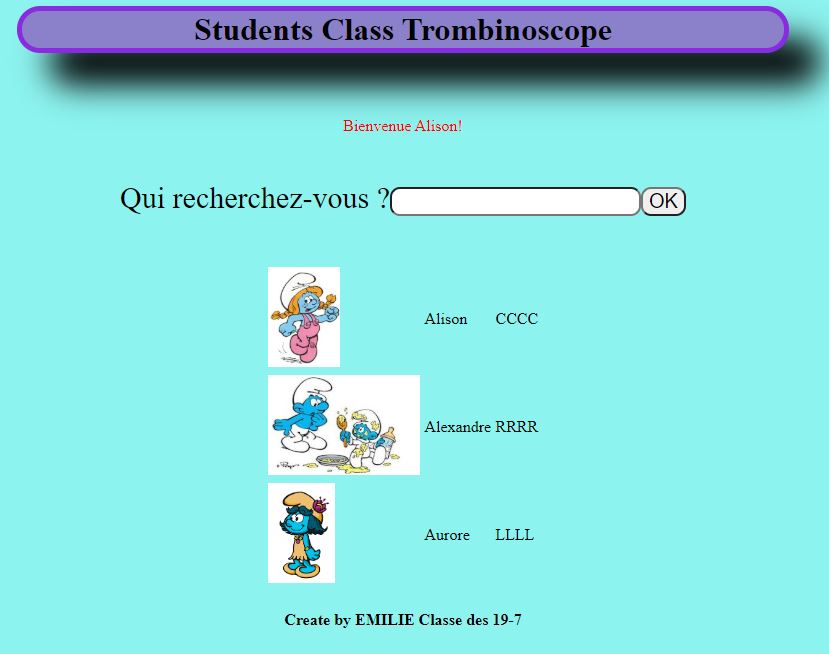 Students Class Trombinoscope
Bienvenue Alison!
Qui recherchez-vous ? OK
Alison CCCC
Alexandre RRRR
Aurore LLLL
Create by EMILIE Classe des 19-7